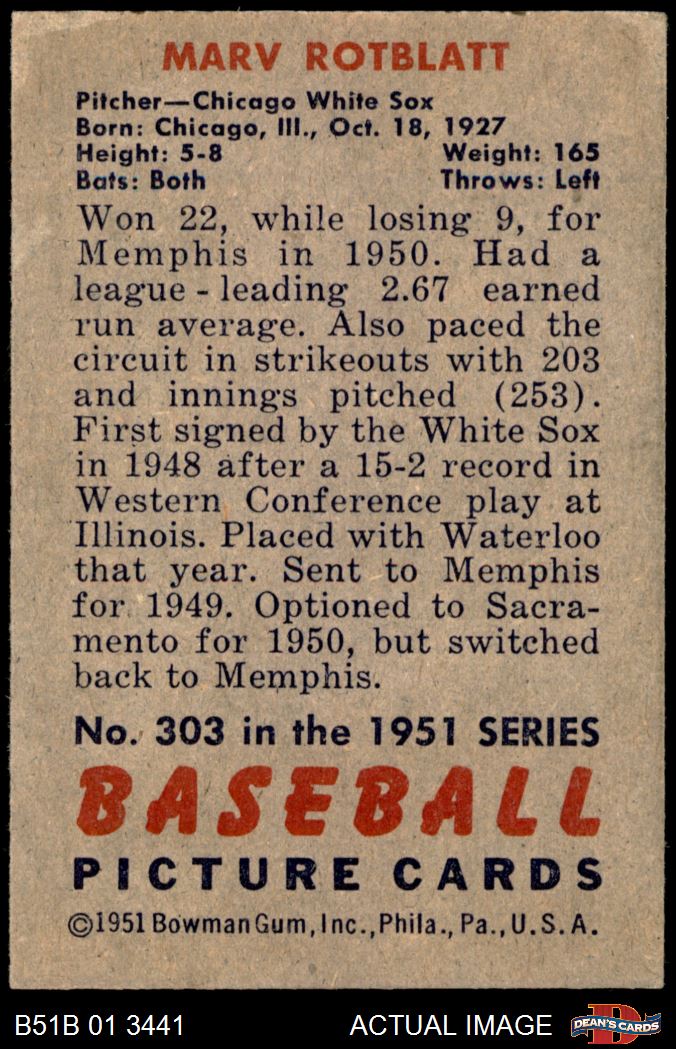 MARV ROTBLATT
Pitcher—Chicago White Sox
Born: Chicago, Ill., Oct. 18, 1927
Height: 5-8 Weight: 165
Bats: Both Throws: Left
Won 22, while losing 9, for
Memphis in 1950. Had a
league - leading 2.67 earned
run average. Also paced the
circuit in strikeouts with 203
and innings pitched (253).
First signed by the White Sox
in 1948 after a 15-2 record in
Western Conference play at
Illinois. Placed with Waterloo
that year. Sent to Memphis
for 1949. Optioned to Sacra-
mento for 1950, but switched
back to Memphis.
No. 303 in the 1951 SERIES
BASEBALL
PICTURE CARDS
©1951 Bowman Gum, Inc., Phila., Pa., U.S.A.
B51B 01 3441 ACTUAL IMAGE D DEAN'S CARDS